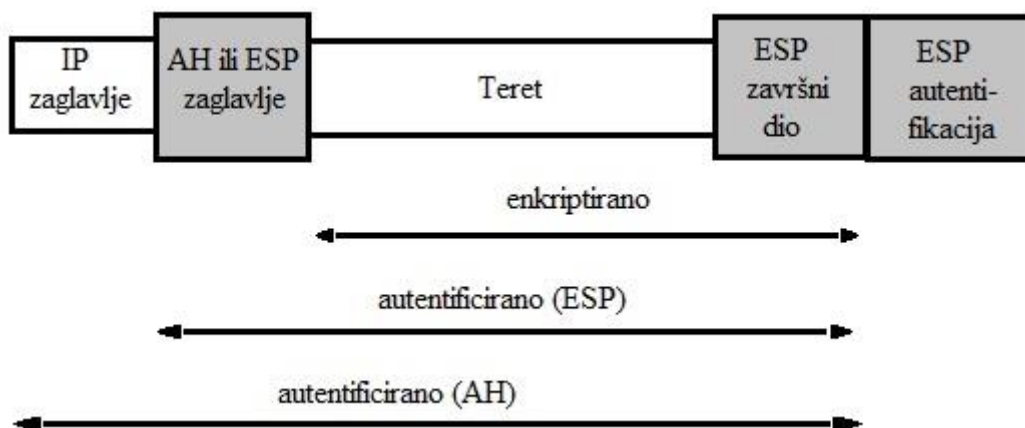 IP
zaglavlje
AH ili ESP
zaglavlje
Teret
ESP
završni
dio
ESP
autenti-
fikacija
enkriptirano
autentificirano (ESP)
autentificirano (AH)